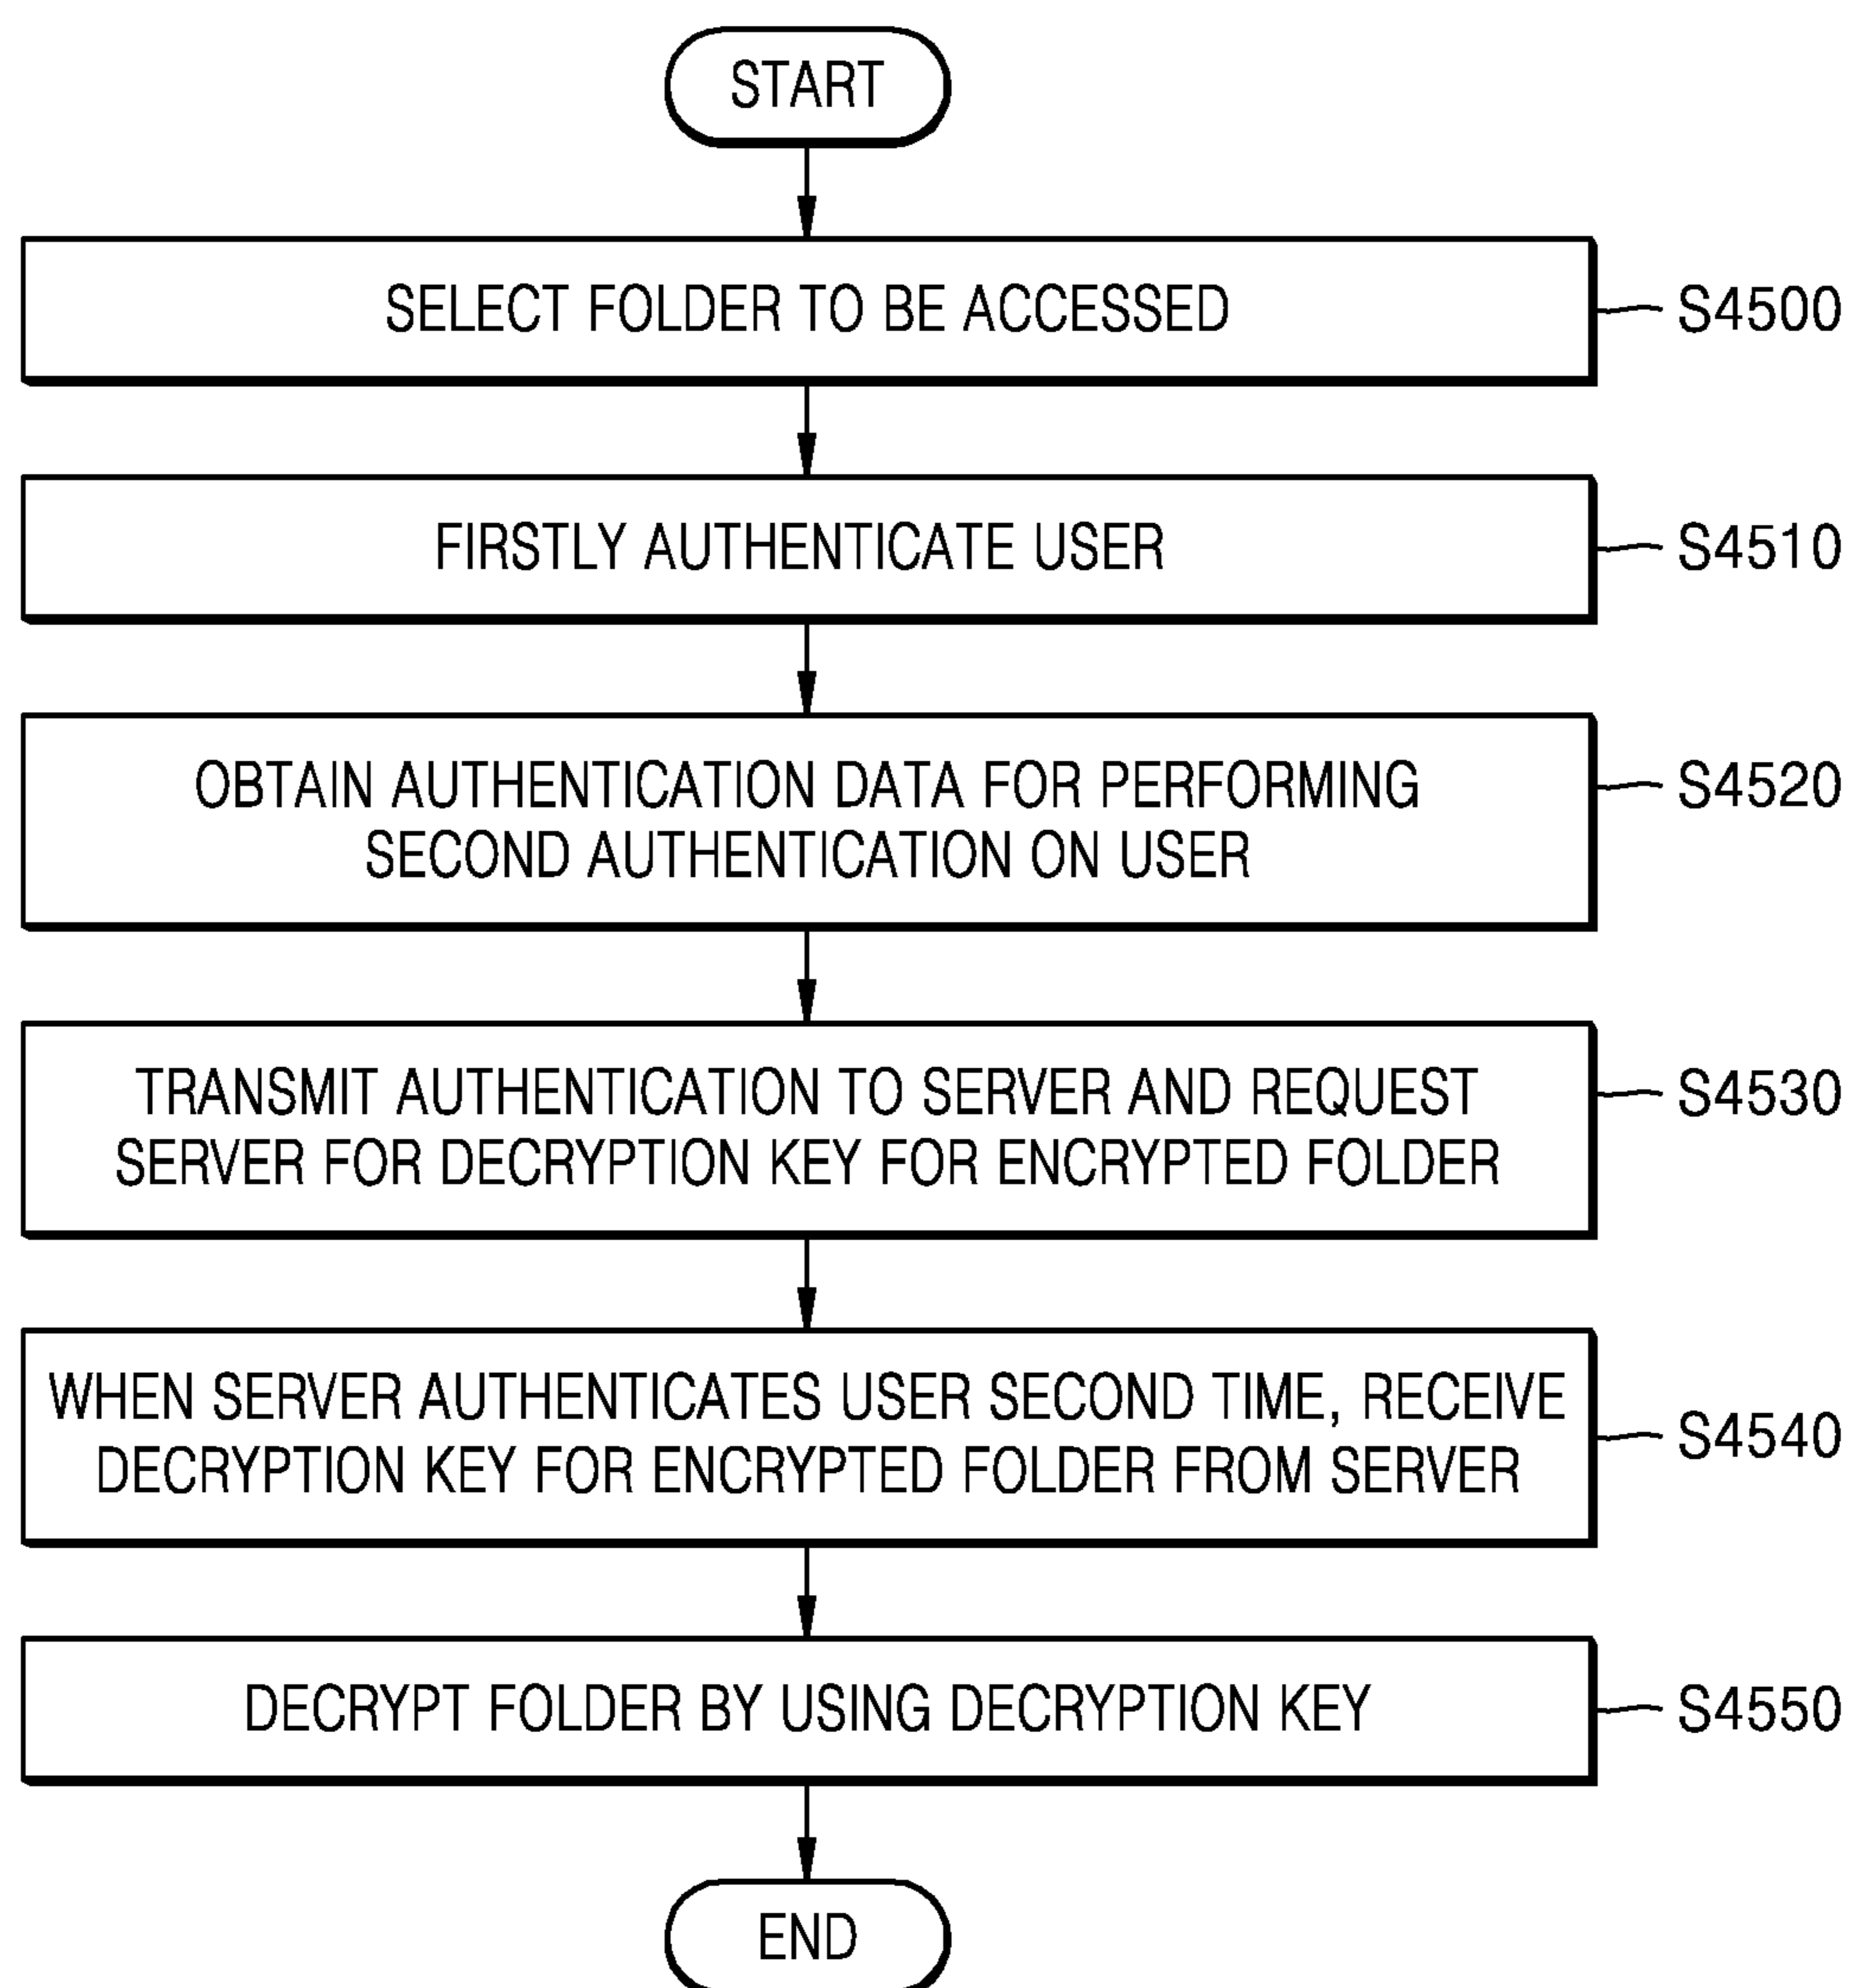 START
SELECT FOLDER TO BE ACCESSED
S4500
FIRSTLY AUTHENTICATE USER
S4510
OBTAIN AUTHENTICATION DATA FOR PERFORMING
SECOND AUTHENTICATION ON USER
S4520
TRANSMIT AUTHENTICATION TO SERVER AND REQUEST
SERVER FOR DECRYPTION KEY FOR ENCRYPTED FOLDER
S4530
WHEN SERVER AUTHENTICATES USER SECOND TIME, RECEIVE
DECRYPTION KEY FOR ENCRYPTED FOLDER FROM SERVER
S4540
DECRYPT FOLDER BY USING DECRYPTION KEY
S4550
END